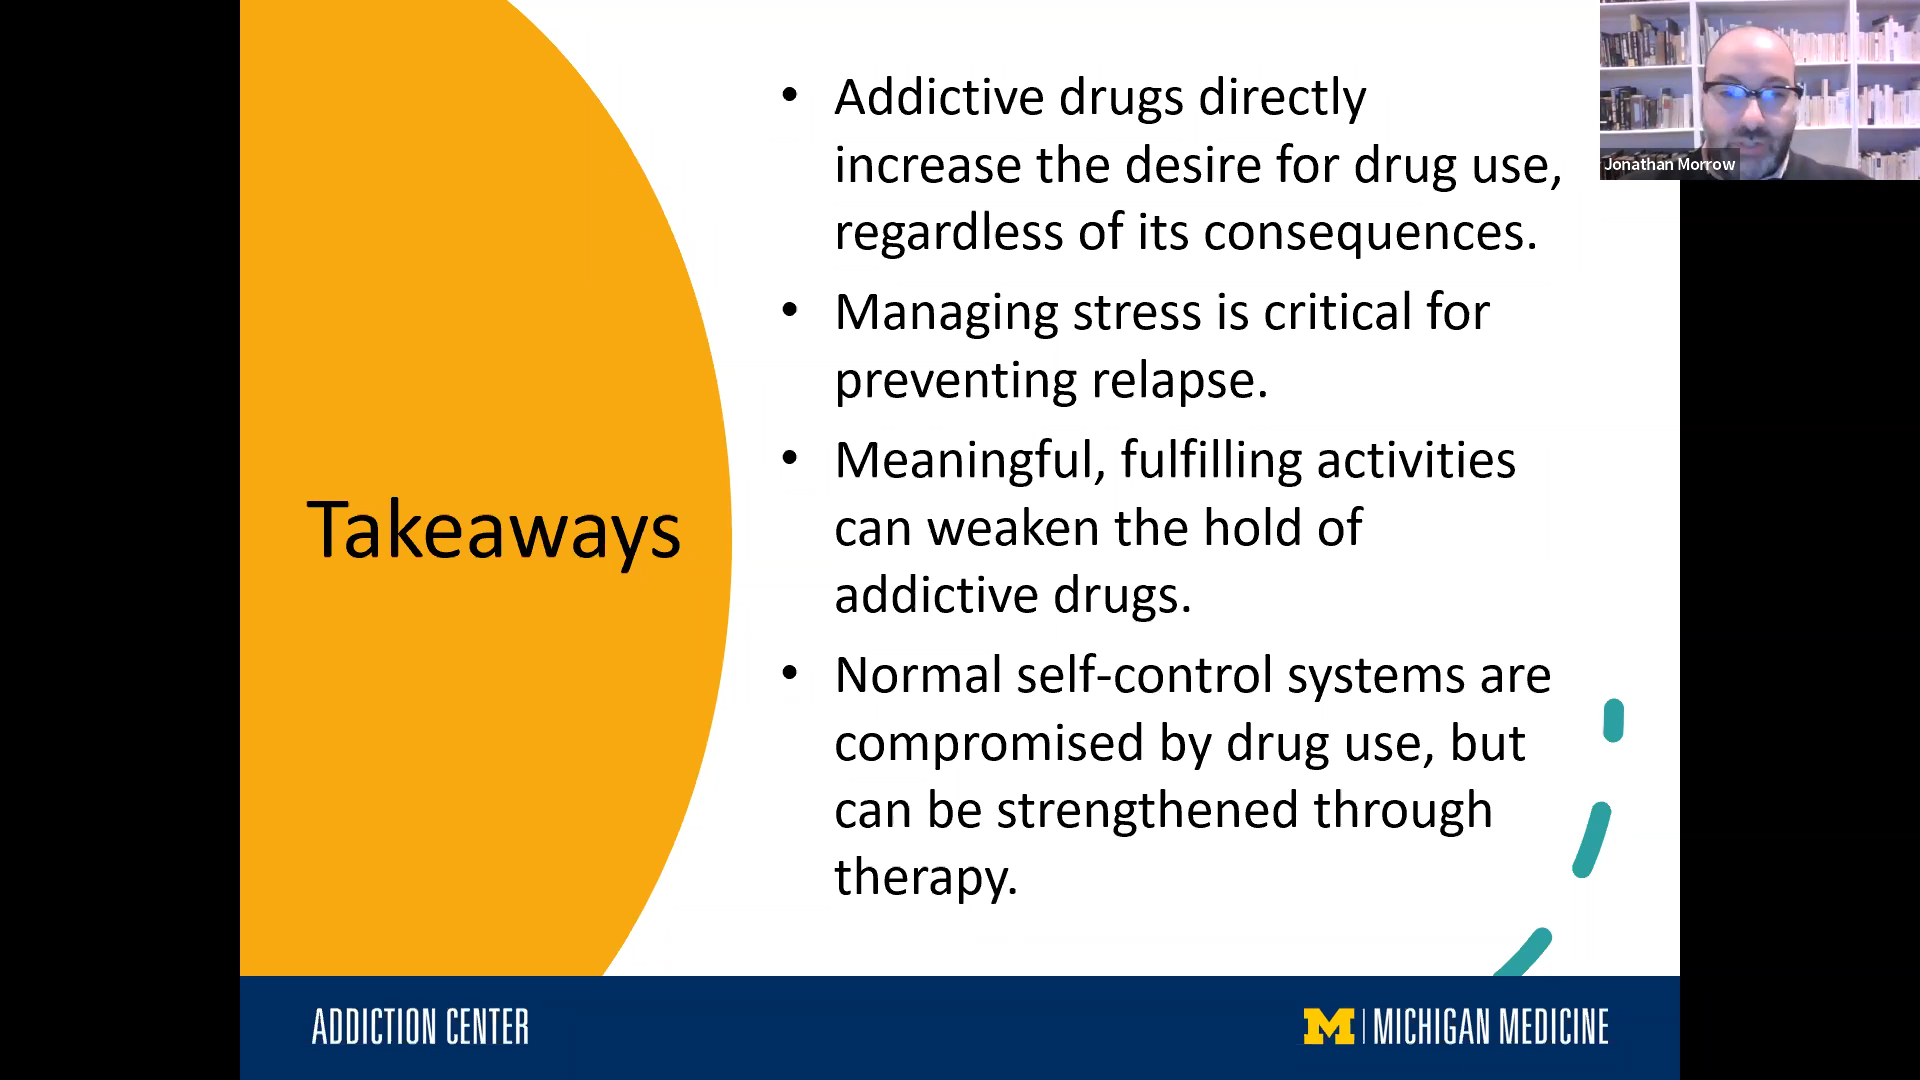 Takeaways
• Addictive drugs directly
increase the desire for drug use,
regardless of its consequences.
• Managing stress is critical for
preventing relapse.
• Meaningful, fulfilling activities
can weaken the hold of
addictive drugs.
• Normal self-control systems are
compromised by drug use, but
can be strengthened through
therapy.
Jonathan Morrow
ADDICTION CENTER
M | MICHIGAN MEDICINE